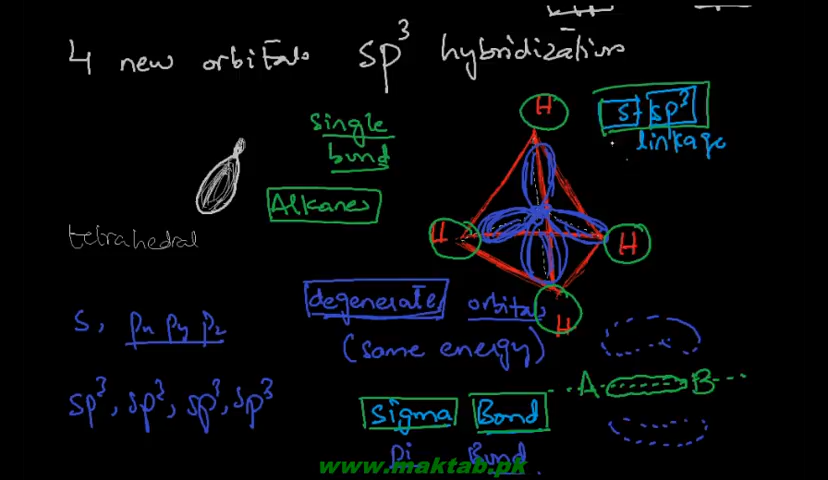 4 new orbitals sp³ hybridization
H
single
bond
s-sp³
linkage
Alkanes
H
H
tetrahedral
degenerate orbitals
H
s, px py pz
(same energy)
A B
sp³, sp³, sp³, sp³
sigma Bond
Pi Bond
www.maktab.pk